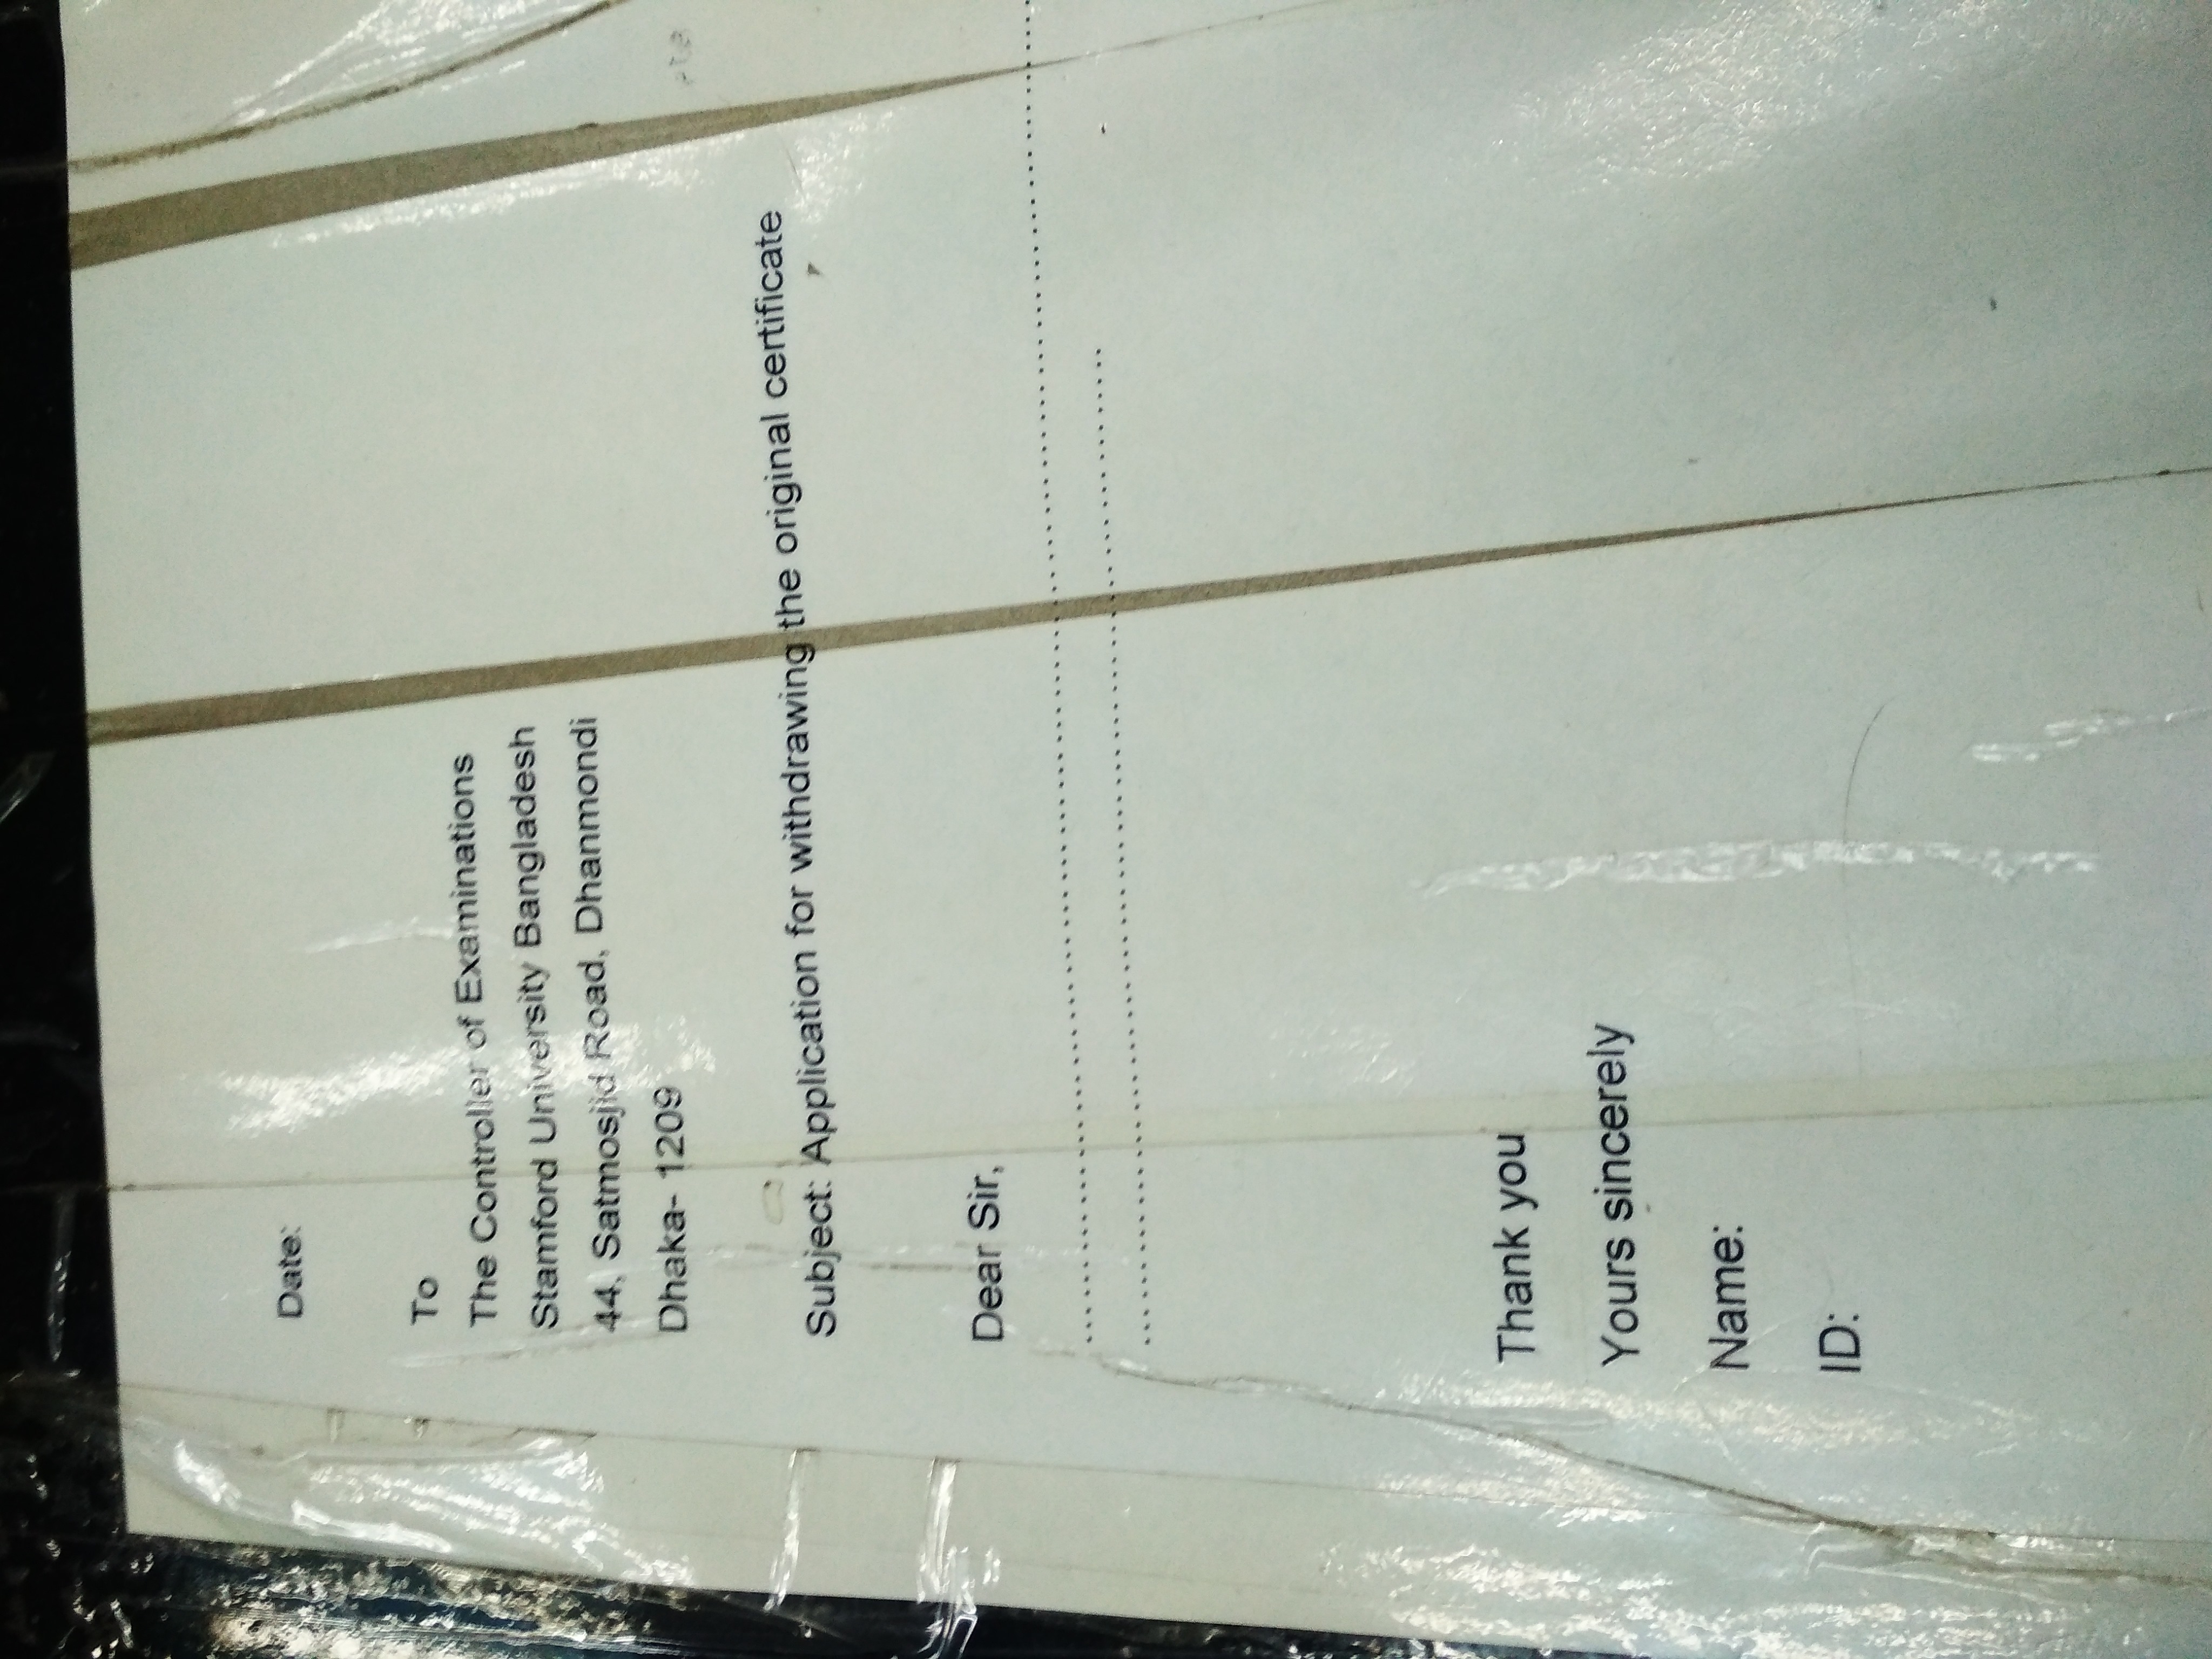 Date:
To
The Controller of Examinations
Stamford University Bangladesh
44, Satmosjid Road, Dhanmondi
Dhaka- 1209
Subject: Application for withdrawing the original certificate
Dear Sir,
................................................................................................
................................................................................
Thank you
Yours sincerely
Name:
ID: